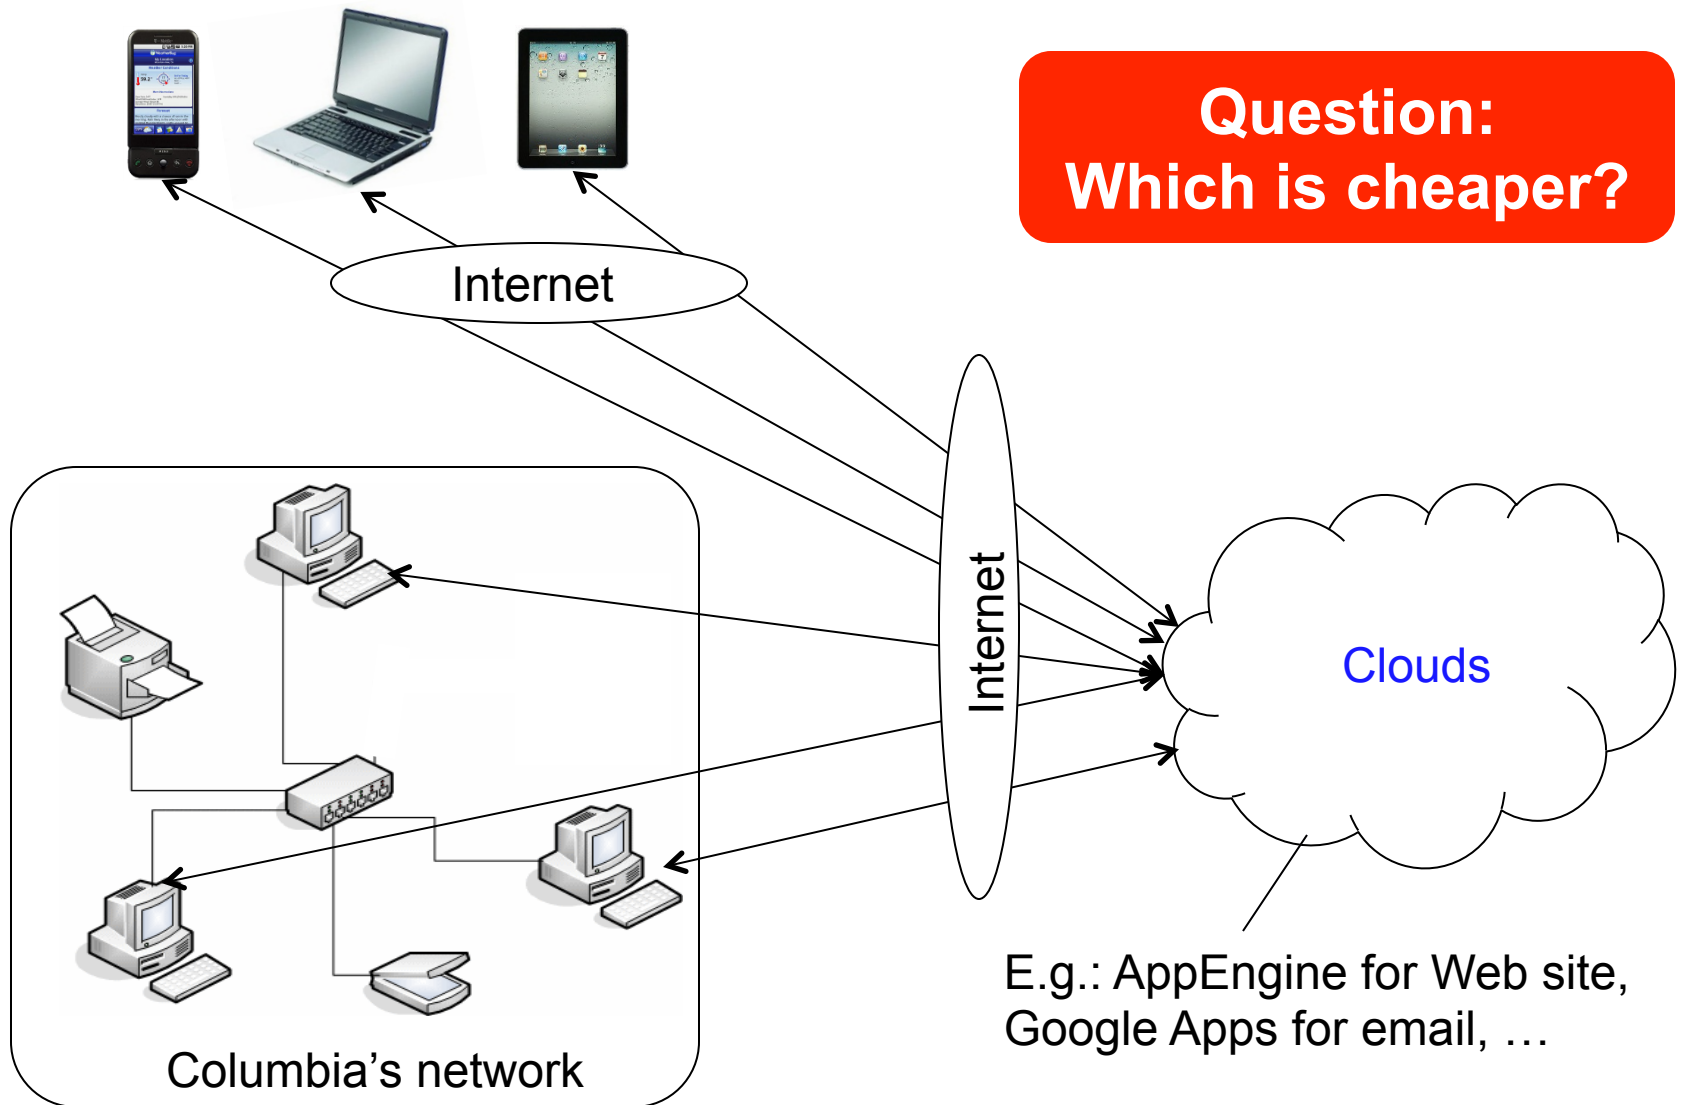 Question:
Which is cheaper?
Internet
Internet
Clouds
E.g.: AppEngine for Web site,
Google Apps for email, …
Columbia’s network